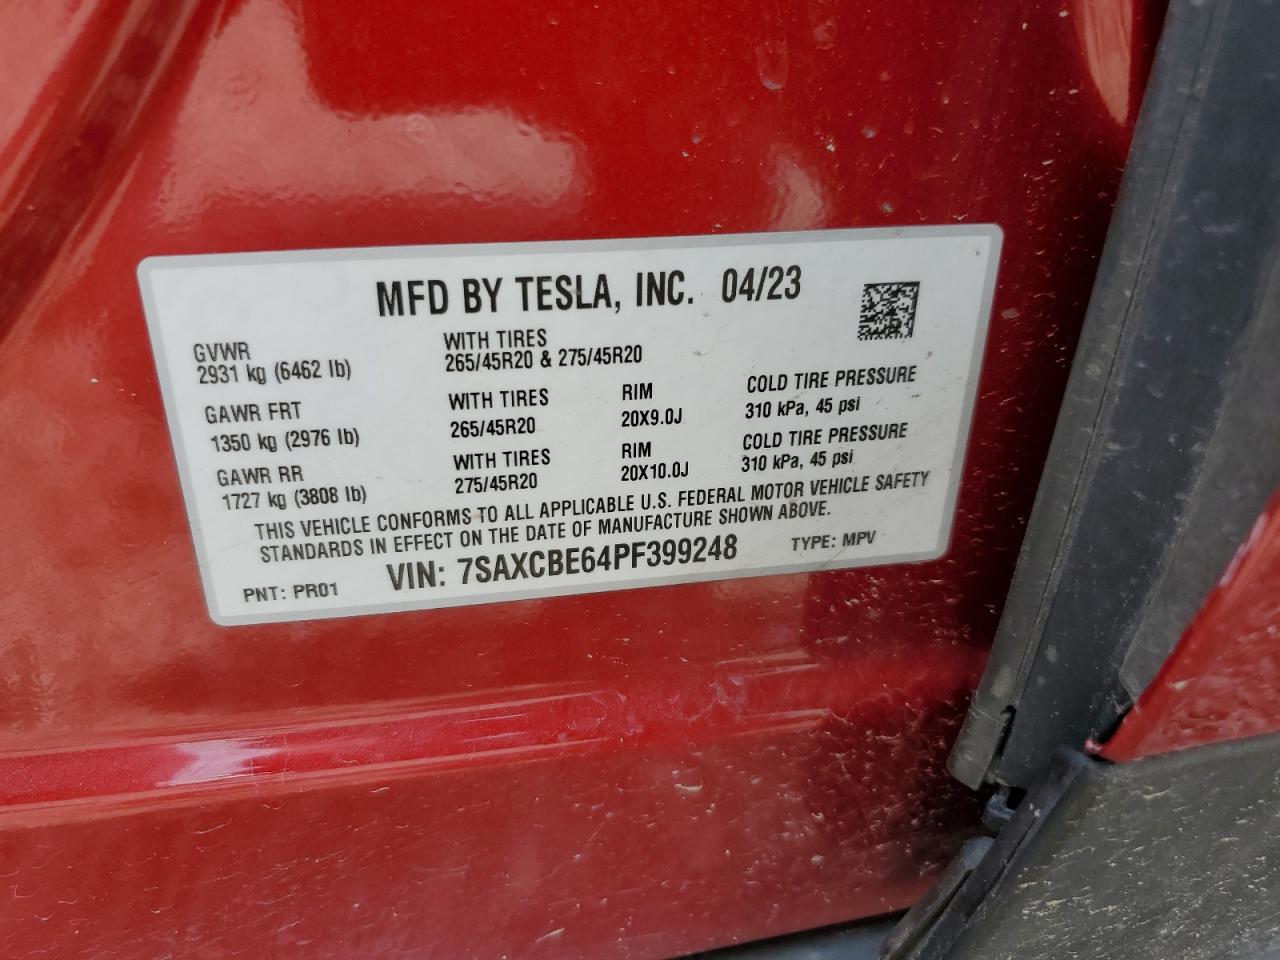 MFD BY TESLA, INC. 04/23
GVWR
2931 kg (6462 lb)
WITH TIRES
265/45R20 & 275/45R20
GAWR FRT
1350 kg (2976 lb)
WITH TIRES
265/45R20
RIM
20X9.0J
COLD TIRE PRESSURE
310 kPa, 45 psi
GAWR RR
1727 kg (3808 lb)
WITH TIRES
275/45R20
RIM
20X10.0J
COLD TIRE PRESSURE
310 kPa, 45 psi
THIS VEHICLE CONFORMS TO ALL APPLICABLE U.S. FEDERAL MOTOR VEHICLE SAFETY
STANDARDS IN EFFECT ON THE DATE OF MANUFACTURE SHOWN ABOVE.
PNT: PR01
VIN: 7SAXCBE64PF399248
TYPE: MPV